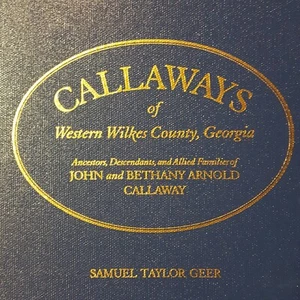 CALLAWAYS
of
Western Wilkes County, Georgia
Ancestors, Descendants, and Allied Families of
JOHN and BETHANY ARNOLD
CALLAWAY
SAMUEL TAYLOR GEER